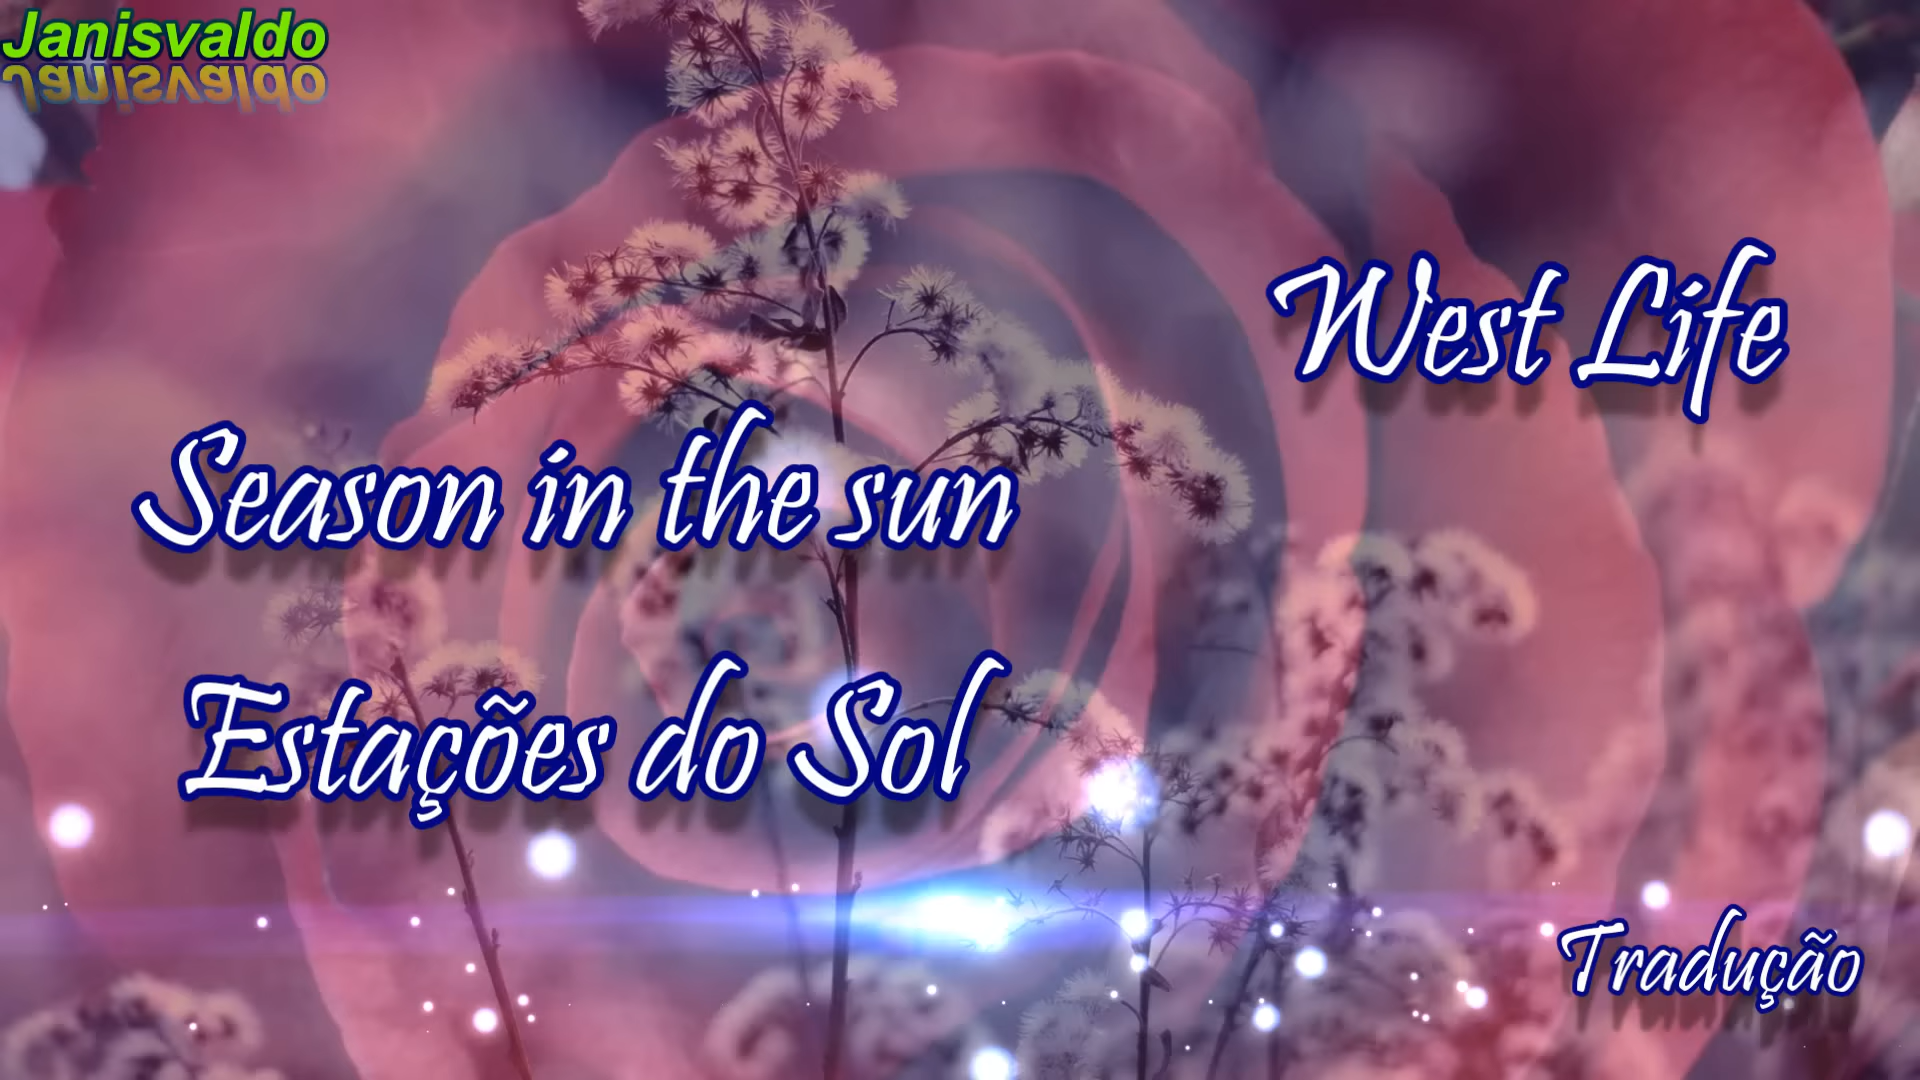 Janisvaldo
West Life
Season in the sun
Estações do Sol
Tradução